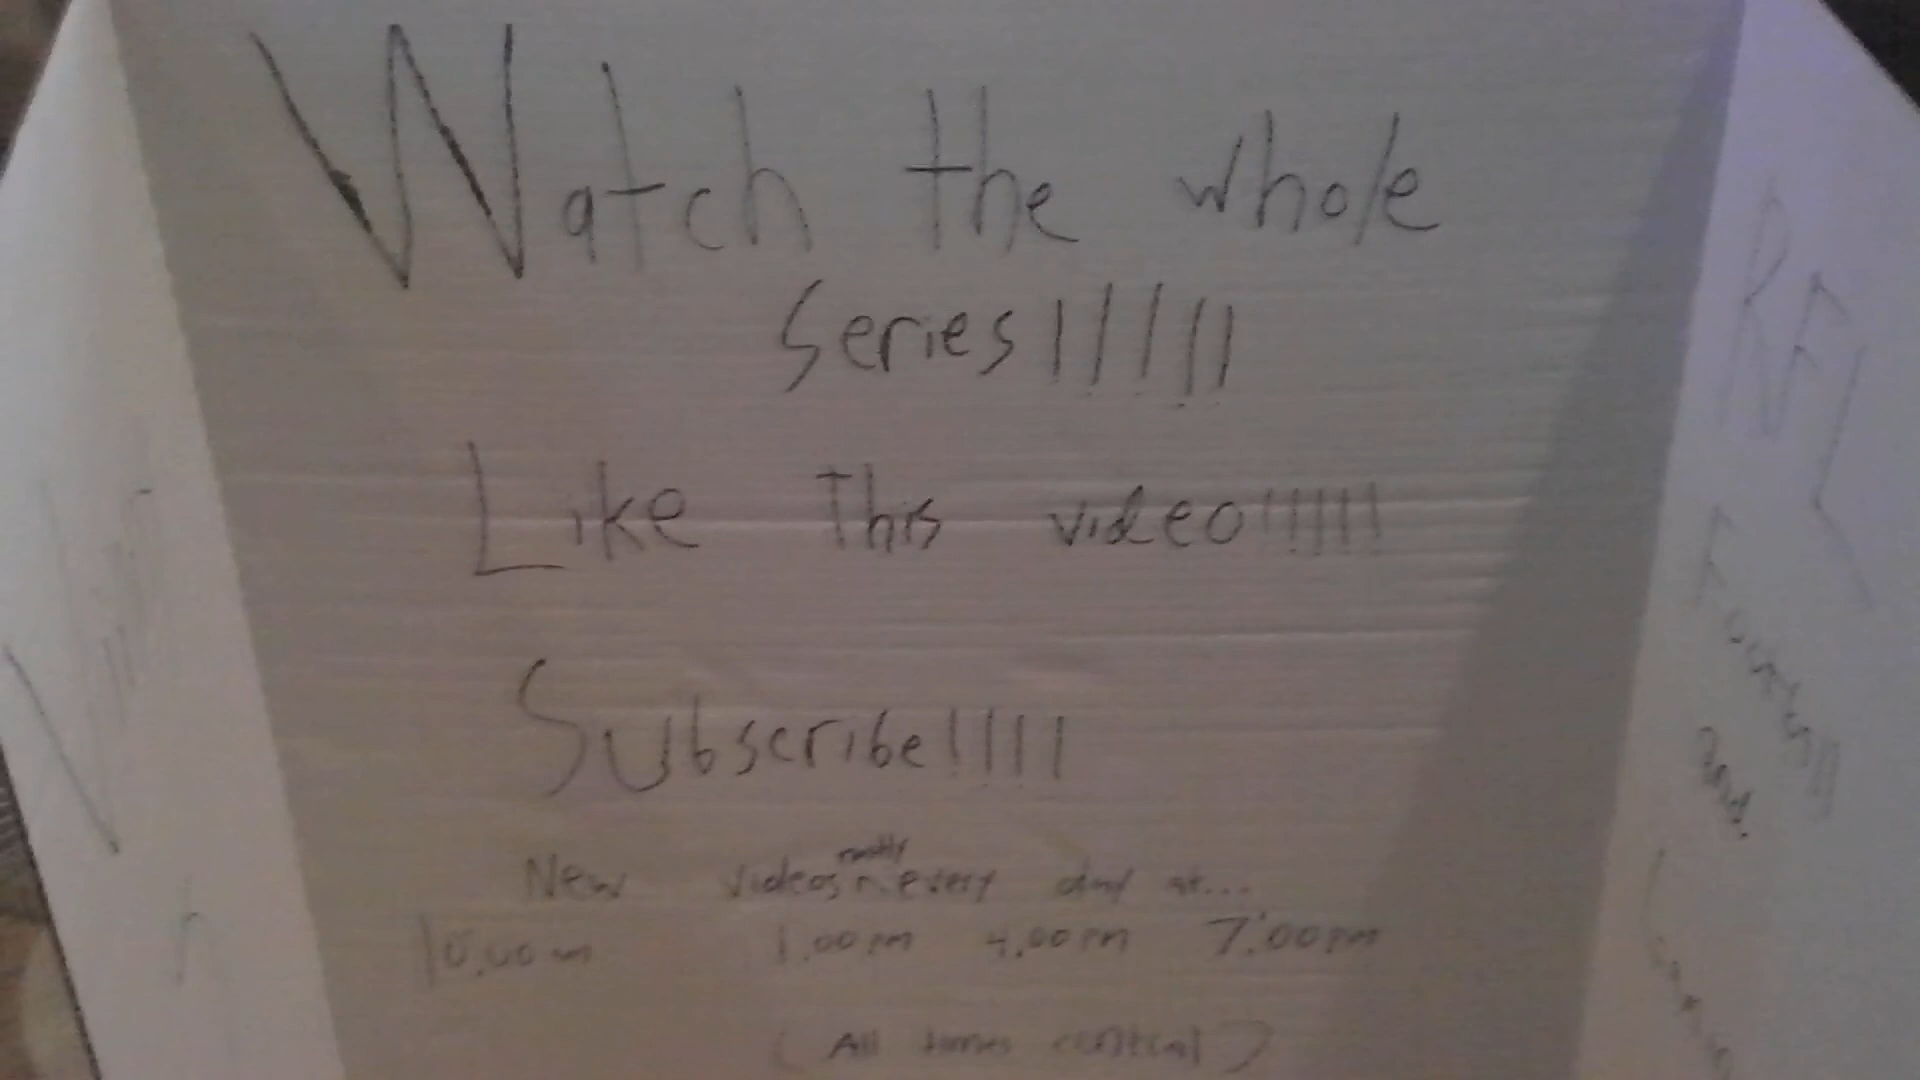 Watch the whole
series!!!!!
Like This video!!!!!!
Subscribe!!!!!
New videos mostly every day at...
10:00am 1:00pm 4:00pm 7:00pm
(All times central)